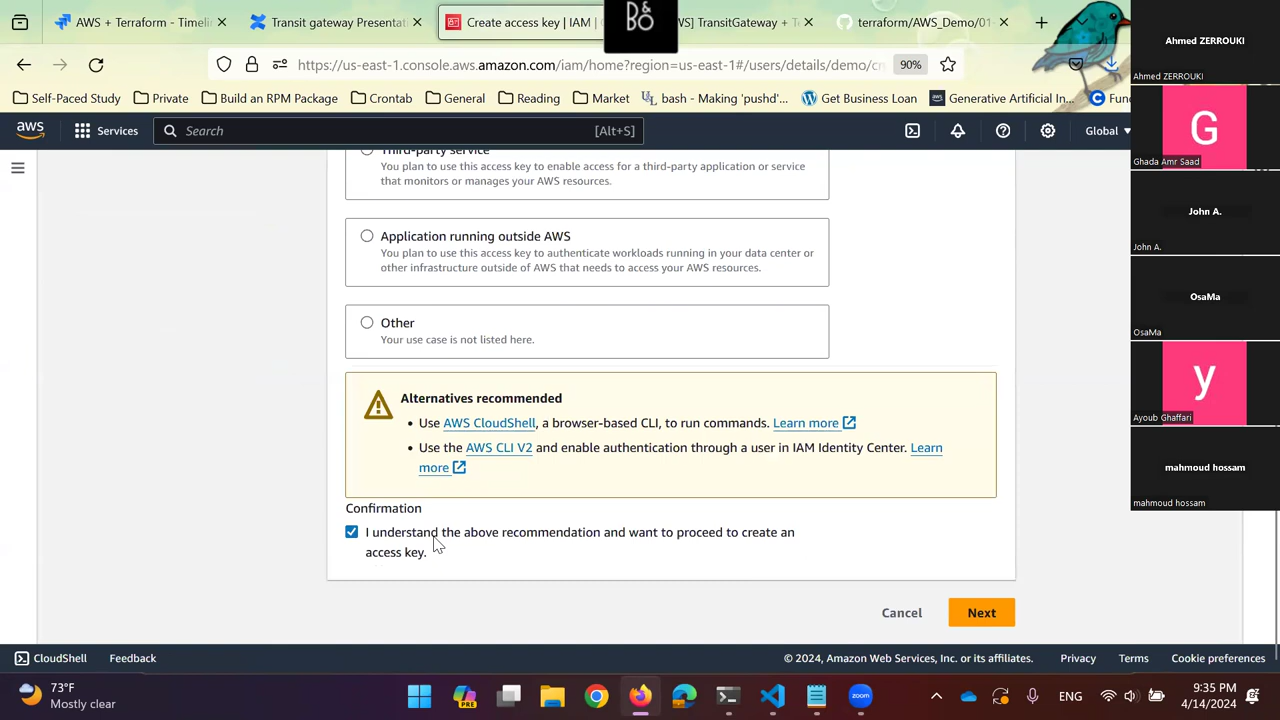 AWS + Terraform - Timelin
Transit gateway Presentati
Create access key | IAM |
D&
BO
S] TransitGateway + Te
terraform/AWS_Demo/01-
https://us-east-1.console.aws.amazon.com/iam/home?region=us-east-1#/users/details/demo/cr
90%
Self-Paced Study
Private
Build an RPM Package
Crontab
General
Reading
Market
bash - Making 'pushd'...
Get Business Loan
Generative Artificial In...
Fun
aws
Services
Search
[Alt+S]
Global
Third-party service
You plan to use this access key to enable access for a third-party application or service
that monitors or manages your AWS resources.
Application running outside AWS
You plan to use this access key to authenticate workloads running in your data center or
other infrastructure outside of AWS that needs to access your AWS resources.
Other
Your use case is not listed here.
Alternatives recommended
• Use AWS CloudShell, a browser-based CLI, to run commands. Learn more
• Use the AWS CLI V2 and enable authentication through a user in IAM Identity Center. Learn
more
Confirmation
I understand the above recommendation and want to proceed to create an
access key.
Cancel
Next
CloudShell
Feedback
© 2024, Amazon Web Services, Inc. or its affiliates.
Privacy
Terms
Cookie preferences
73°F
Mostly clear
PRE
zoom
ENG
9:35 PM
4/14/2024
Ahmed ZERROUKI
Ahmed ZERROUKI
G
Ghada Amr Saad
John A.
John A.
OsaMa
OsaMa
y
Ayoub Ghaffari
mahmoud hossam
mahmoud hossam